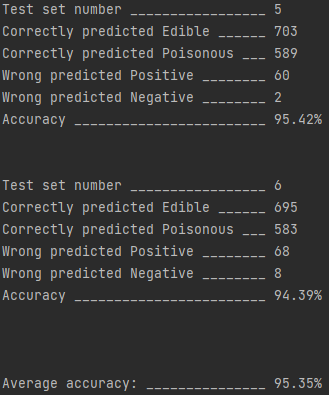 Test set number ________________ 5
Correctly predicted Edible ______ 703
Correctly predicted Poisonous ___ 589
Wrong predicted Positive ________ 60
Wrong predicted Negative ________ 2
Accuracy _______________________ 95.42%
Test set number ________________ 6
Correctly predicted Edible ______ 695
Correctly predicted Poisonous ___ 583
Wrong predicted Positive ________ 68
Wrong predicted Negative ________ 8
Accuracy _______________________ 94.39%
Average accuracy: ______________ 95.35%